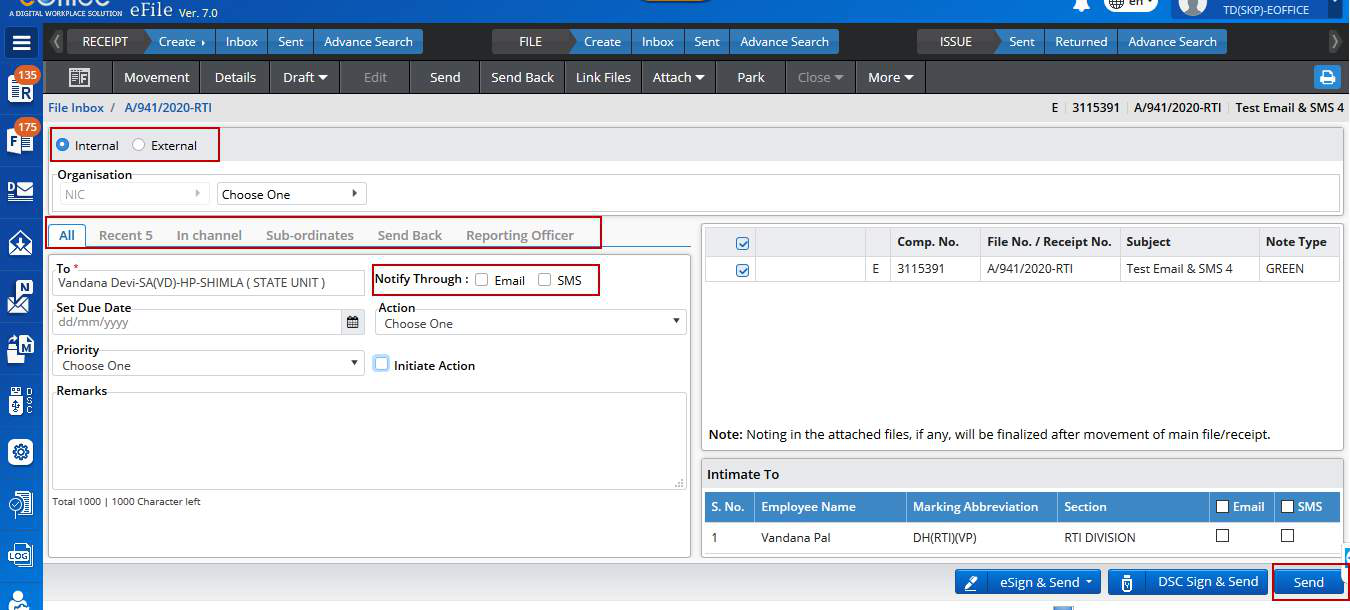 A DIGITAL WORKPLACE SOLUTION eFile Ver. 7.0
en
TD(SKP)-EOFFICE
RECEIPT Create Inbox Sent Advance Search FILE Create Inbox Sent Advance Search ISSUE Sent Returned Advance Search
135
R
Movement Details Draft Edit Send Send Back Link Files Attach Park Close More
File Inbox / A/941/2020-RTI E 3115391 A/941/2020-RTI Test Email & SMS 4
175
F
Internal External
Organisation
D
NIC Choose One
All Recent 5 In channel Sub-ordinates Send Back Reporting Officer
Comp. No. File No. / Receipt No. Subject Note Type
E 3115391 A/941/2020-RTI Test Email & SMS 4 GREEN
To *
Vandana Devi-SA(VD)-HP-SHIMLA ( STATE UNIT )
Notify Through : Email SMS
N
Set Due Date Action
dd/mm/yyyy Choose One
M
Priority
Choose One Initiate Action
Remarks
DSC
Note: Noting in the attached files, if any, will be finalized after movement of main file/receipt.
Intimate To
Total 1000 | 1000 Character left
S. No. Employee Name Marking Abbreviation Section Email SMS
1 Vandana Pal DH(RTI)(VP) RTI DIVISION
LOG
eSign & Send DSC Sign & Send Send